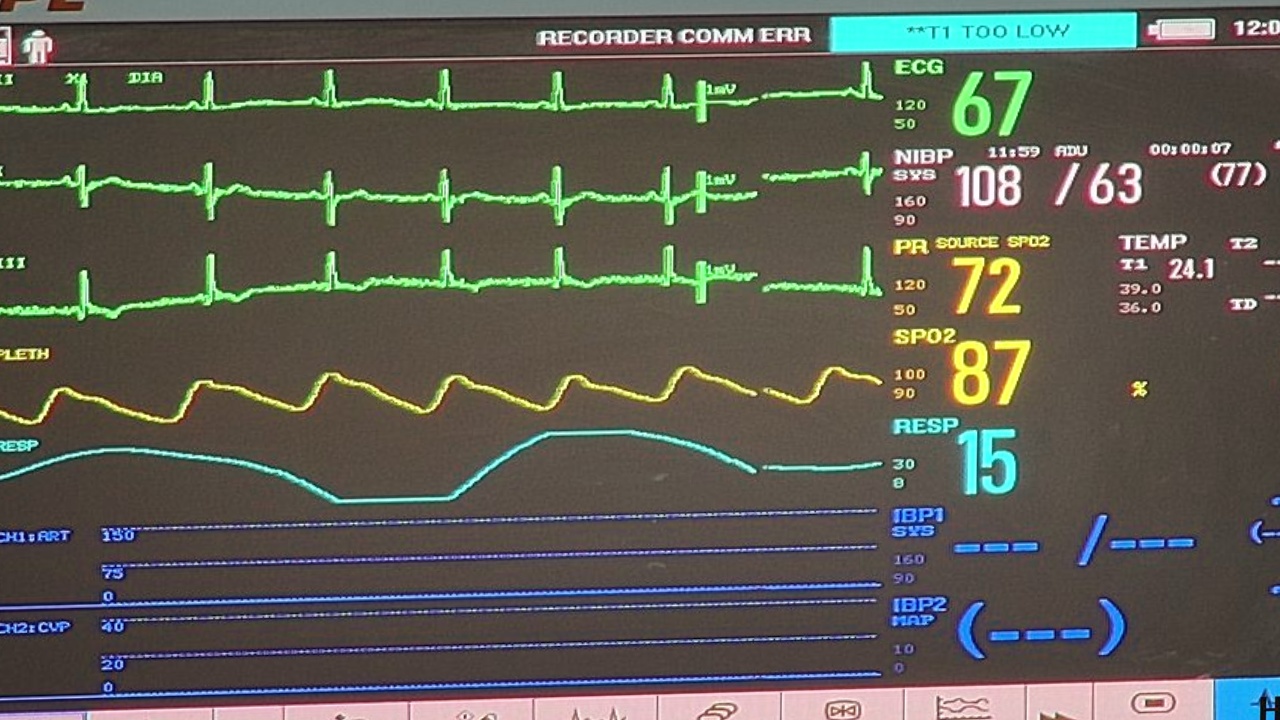 RECORDER COMM ERR
**T1 TOO LOW
II X1 DIA
1mV
ECG
120
50
67
1mV
NIBP 11:59 ADU 00:00:07
SYS
160
90
108 / 63 (77)
III
1mV
PR SOURCE SPO2
120
50
72
TEMP
T1 24.1
39.0
36.0
T2
TD
PLETH
SPO2
100
90
87
%
RESP
RESP
30
8
15
CH1:ART
150
75
0
IBP1
SYS
160
90
--- / ---
CH2:CVP
40
20
0
IBP2
MAP
10
0
(---)